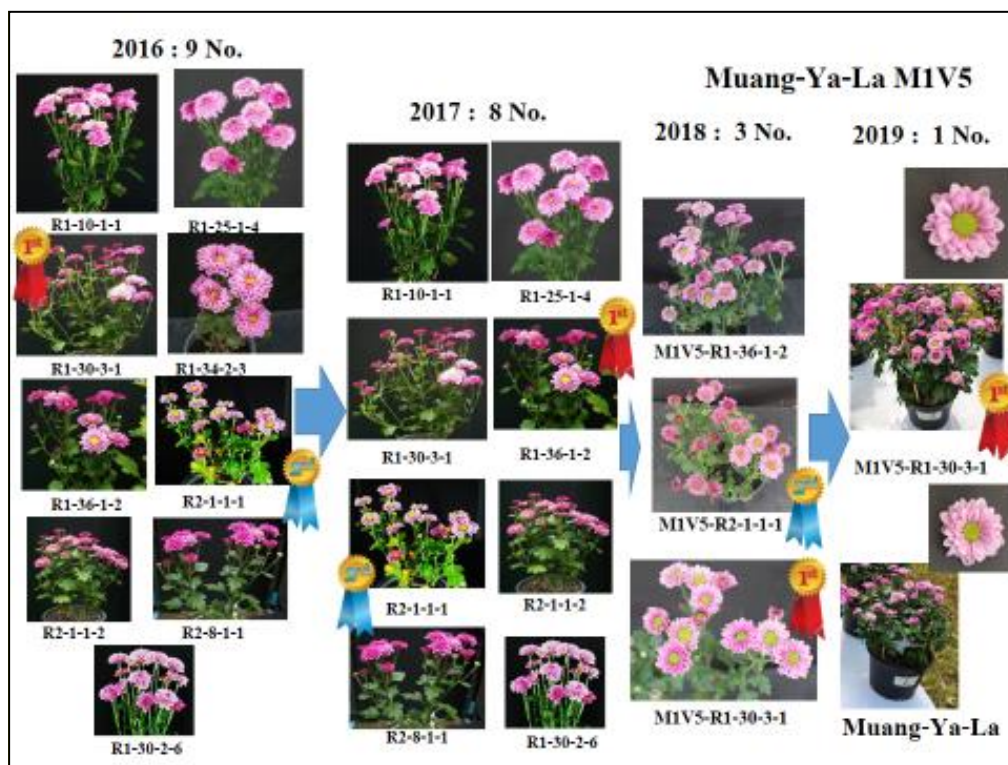 2016 : 9 No.
R1-10-1-1
R1-25-1-4
1st
R1-30-3-1
R1-34-2-3
R1-36-1-2
R2-1-1-1
R2-1-1-2
R2-8-1-1
R1-30-2-6
2017 : 8 No.
R1-10-1-1
R1-25-1-4
R1-30-3-1
1st
R1-36-1-2
R2-1-1-1
R2-1-1-2
R2-8-1-1
R1-30-2-6
Muang-Ya-La M1V5
2018 : 3 No.
M1V5-R1-36-1-2
M1V5-R2-1-1-1
1st
M1V5-R1-30-3-1
2019 : 1 No.
1st
M1V5-R1-30-3-1
Muang-Ya-La